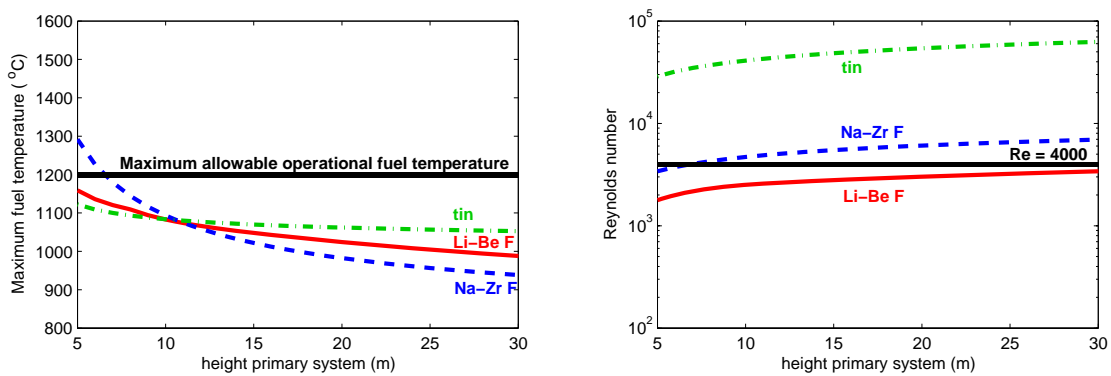 1600
1500
1400
1300
1200
1100
1000
900
800
Maximum fuel temperature ( °C)
Maximum allowable operational fuel temperature
tin
Li−Be F
Na−Zr F
5 10 15 20 25 30
height primary system (m)
10^5
10^4
10^3
10^2
Reynolds number
tin
Na−Zr F
Re = 4000
Li−Be F
5 10 15 20 25 30
height primary system (m)